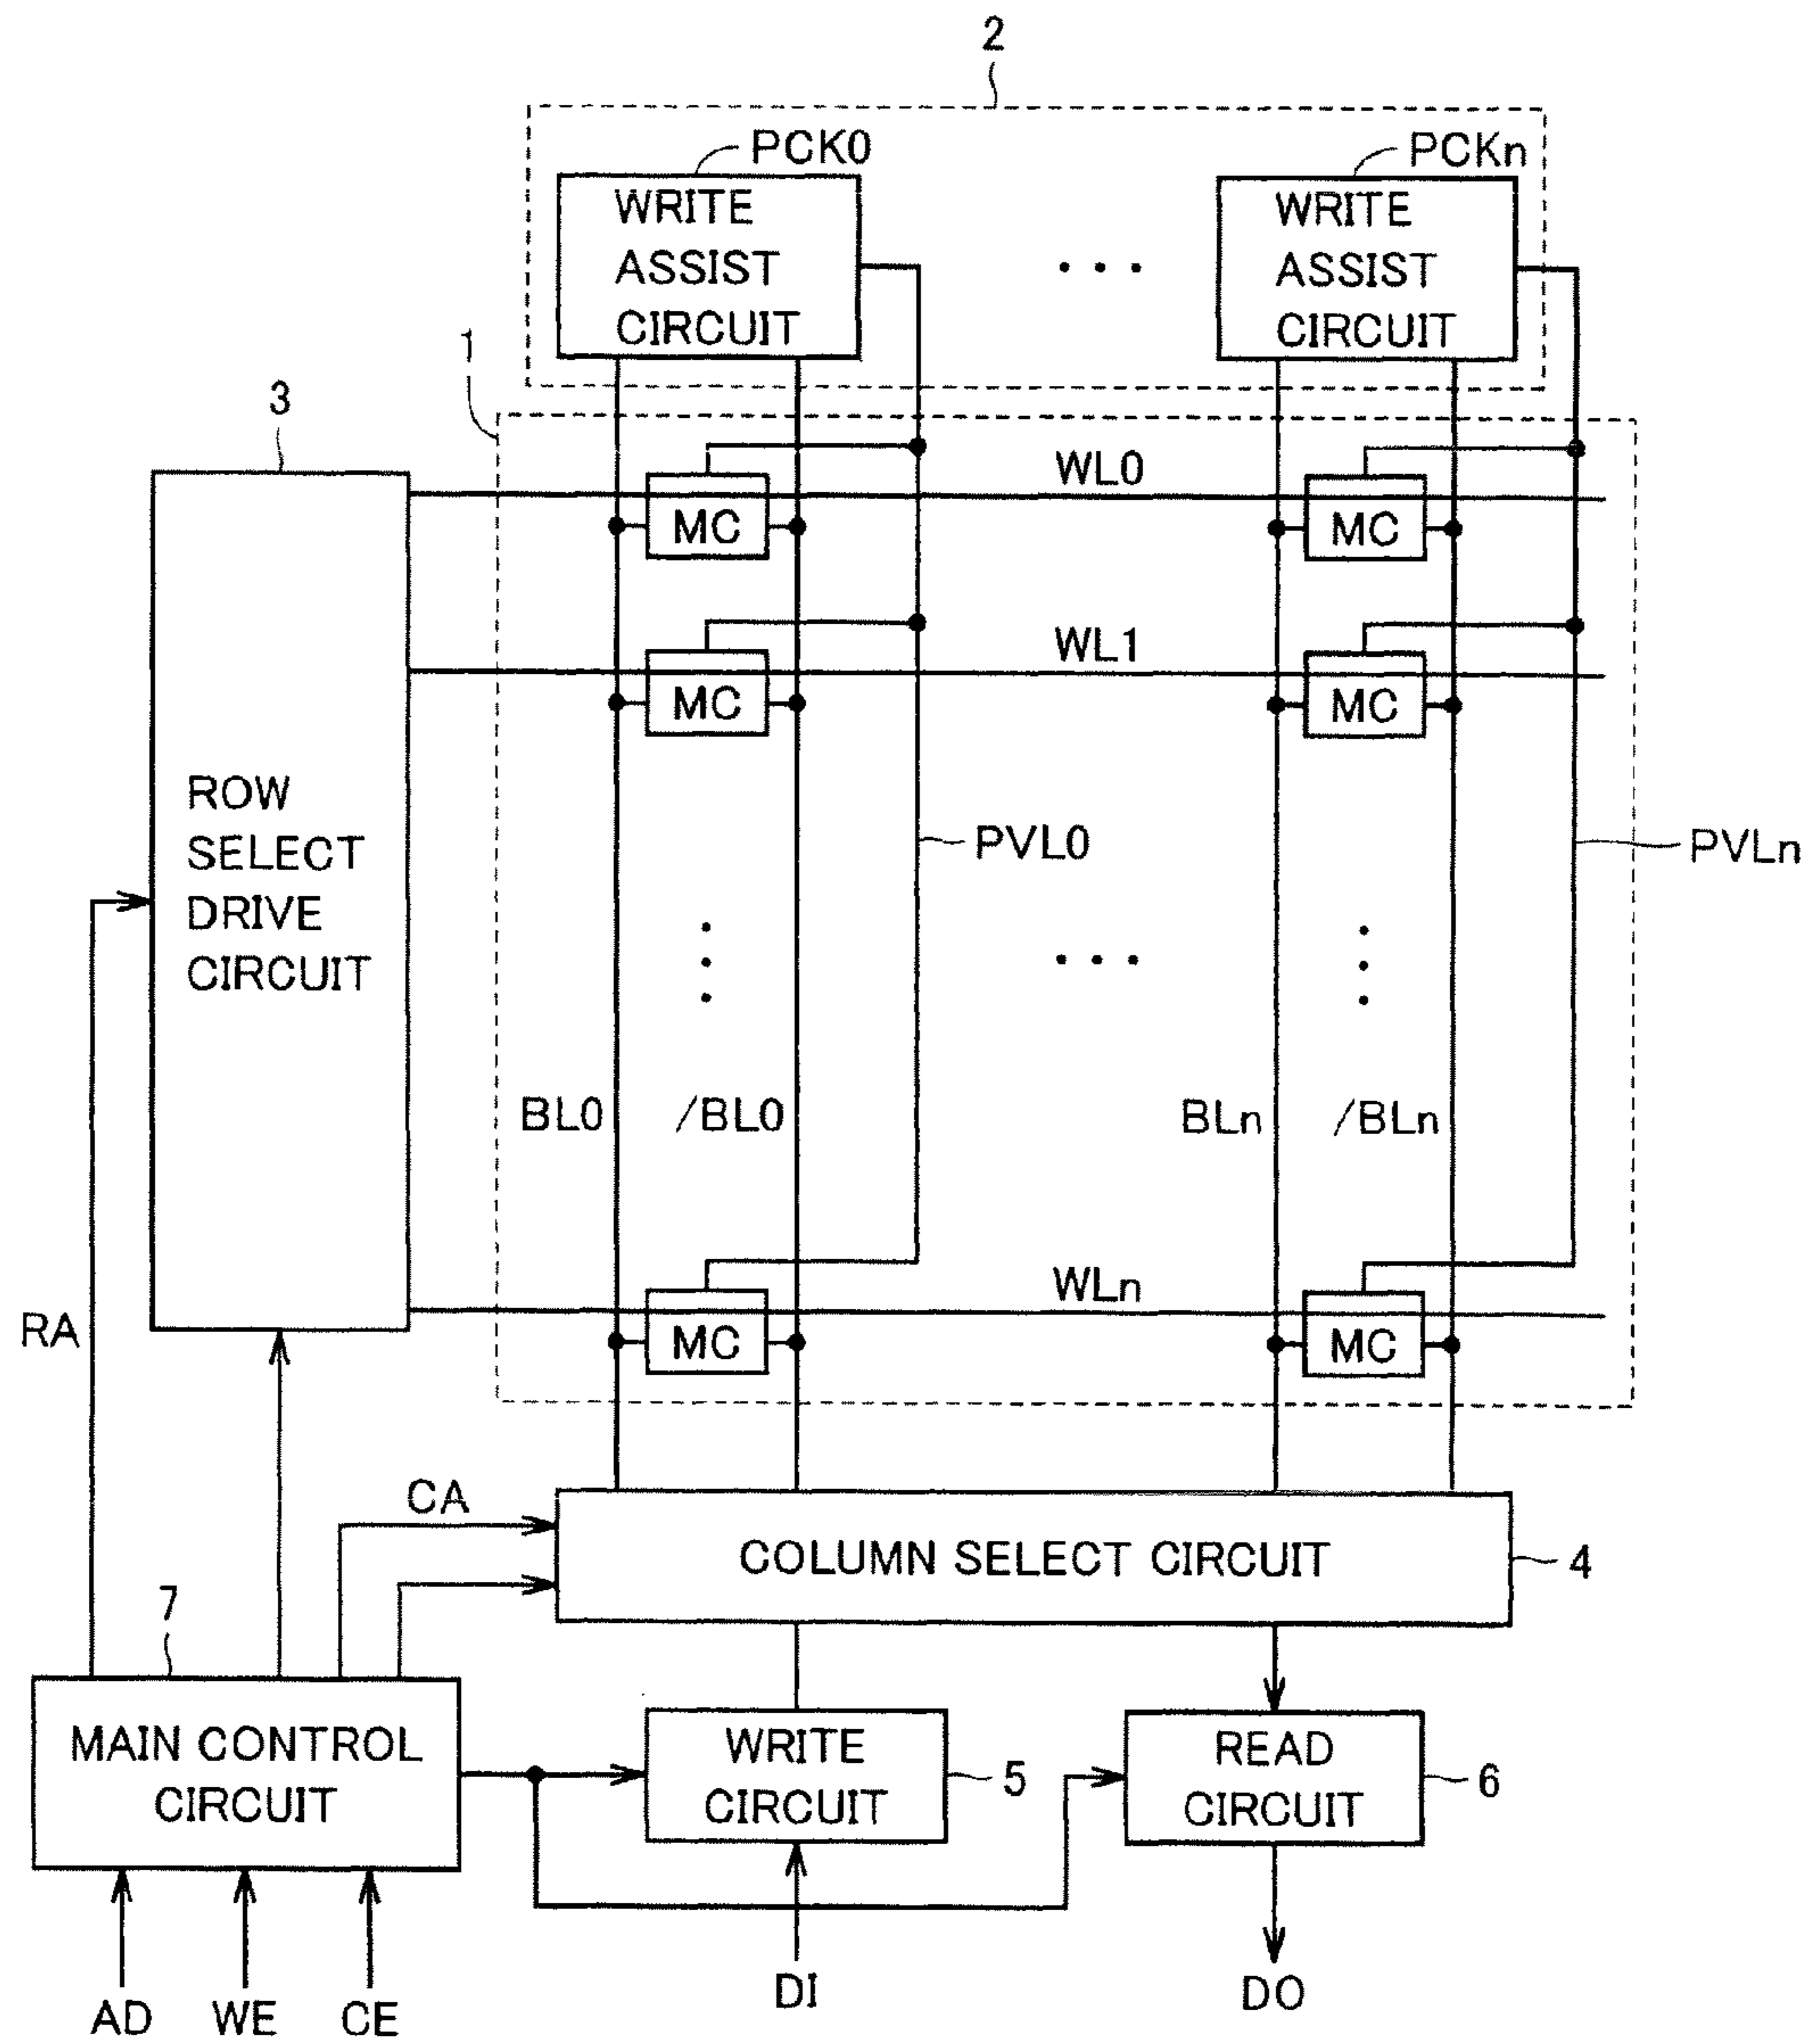 2
PCK0
PCKn
WRITE
ASSIST
CIRCUIT
. . .
WRITE
ASSIST
CIRCUIT
1
3
WL0
MC
MC
WL1
MC
MC
ROW
SELECT
DRIVE
CIRCUIT
PVL0
PVLn
. . .
BL0
/BL0
BLn
/BLn
WLn
MC
MC
RA
CA
COLUMN SELECT CIRCUIT
4
7
MAIN CONTROL
CIRCUIT
WRITE
CIRCUIT
5
READ
CIRCUIT
6
AD
WE
CE
DI
DO